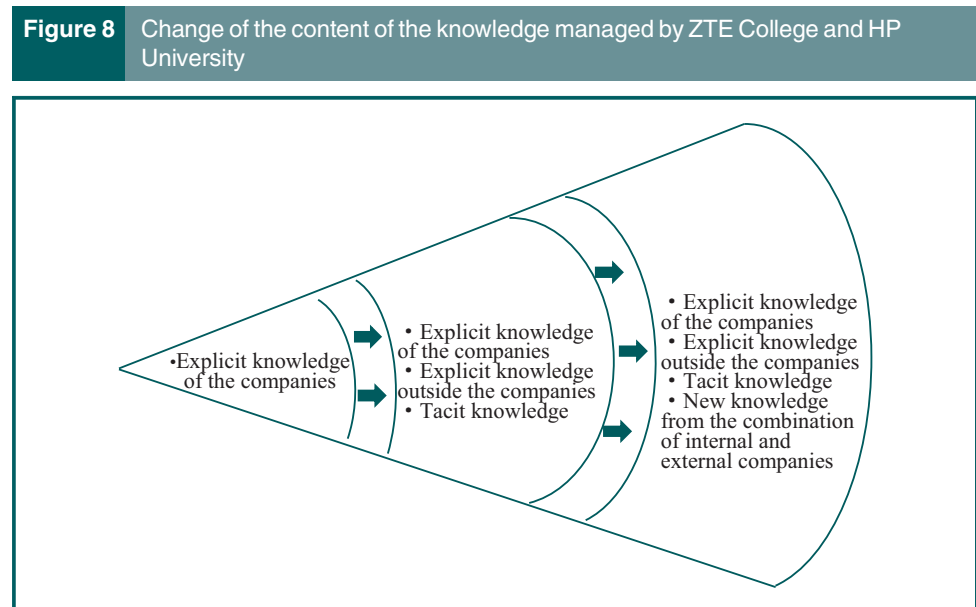 Figure 8
Change of the content of the knowledge managed by ZTE College and HP
University
•Explicit knowledge
of the companies
• Explicit knowledge
of the companies
• Explicit knowledge
outside the companies
• Tacit knowledge
• Explicit knowledge
of the companies
• Explicit knowledge
outside the companies
• Tacit knowledge
• New knowledge
from the combination
of internal and
external companies